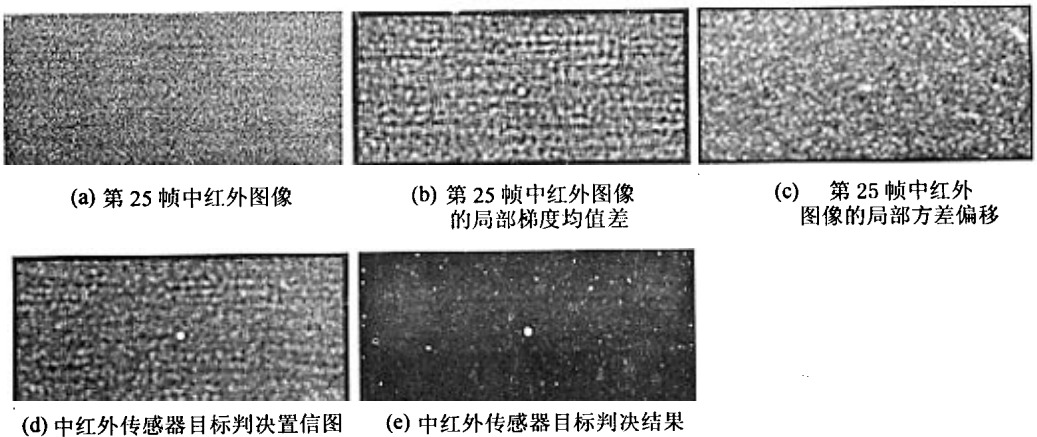 (a) 第 25 帧中红外图像
(b) 第 25 帧中红外图像
的局部梯度均值差
(c) 第 25 帧中红外
图像的局部方差偏移
(d) 中红外传感器目标判决置信图
(e) 中红外传感器目标判决结果